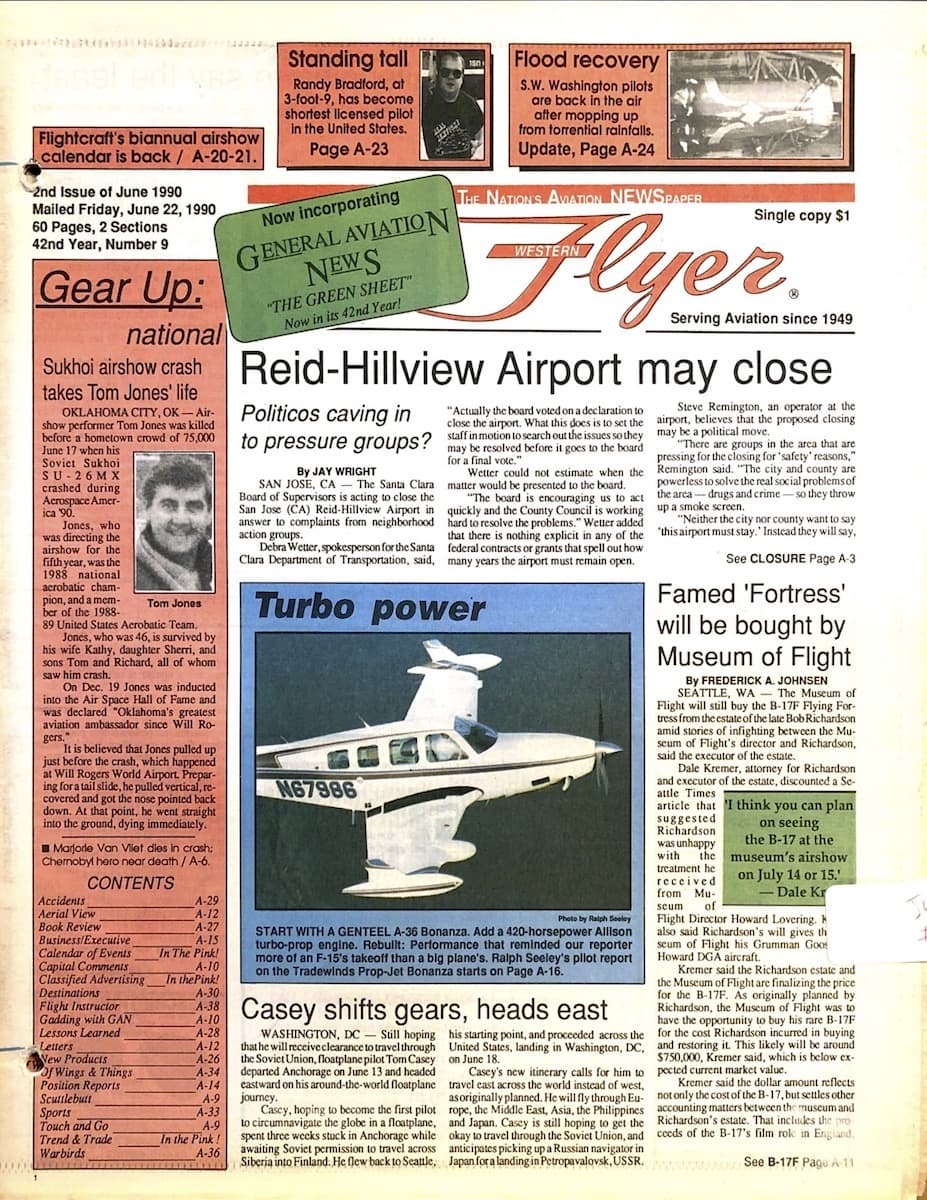 Standing tall
Randy Bradford, at
3-foot-9, has become
shortest licensed pilot
in the United States.
Page A-23
Flood recovery
S.W. Washington pilots
are back in the air
after mopping up
from torrential rainfalls.
Update, Page A-24
Flightcraft's biannual airshow
calendar is back / A-20-21.
2nd Issue of June 1990
Mailed Friday, June 22, 1990
60 Pages, 2 Sections
42nd Year, Number 9
Now incorporating
GENERAL AVIATION
NEWS
"THE GREEN SHEET"
Now in its 42nd Year!
THE NATION'S AVIATION NEWSPAPER
Single copy $1
WESTERN
Flyer®
Serving Aviation since 1949
Gear Up:
national
Sukhoi airshow crash
takes Tom Jones' life
OKLAHOMA CITY, OK — Air-
show performer Tom Jones was killed
before a hometown crowd of 75,000
June 17 when his
Soviet Sukhoi
SU-26MX
crashed during
Aerospace Amer-
ica '90.
Jones, who
was directing the
airshow for the
fifth year, was the
1988 national
aerobatic cham-
pion, and a mem-
ber of the 1988-
89 United States Aerobatic Team.
Tom Jones
Jones, who was 46, is survived by
his wife Kathy, daughter Sherri, and
sons Tom and Richard, all of whom
saw him crash.
On Dec. 19 Jones was inducted
into the Air Space Hall of Fame and
was declared "Oklahoma's greatest
aviation ambassador since Will Ro-
gers."
It is believed that Jones pulled up
just before the crash, which happened
at Will Rogers World Airport. Prepar-
ing for a tail slide, he pulled vertical, re-
covered and got the nose pointed back
down. At that point, he went straight
into the ground, dying immediately.
■ Marjorie Van Vliet dies in crash;
Chernobyl hero near death / A-6.
CONTENTS
Accidents A-29
Aerial View A-12
Book Review A-27
Business/Executive A-15
Calendar of Events In The Pink!
Capital Comments A-10
Classified Advertising In thePink!
Destinations A-30
Flight Instructor A-38
Gadding with GAN A-10
Lessons Learned A-28
Letters A-12
New Products A-26
Of Wings & Things A-34
Position Reports A-14
Scuttlebutt A-9
Sports A-33
Touch and Go A-9
Trend & Trade In the Pink !
Warbirds A-36
1
Reid-Hillview Airport may close
Politicos caving in
to pressure groups?
By JAY WRIGHT
SAN JOSE, CA — The Santa Clara
Board of Supervisors is acting to close the
San Jose (CA) Reid-Hillview Airport in
answer to complaints from neighborhood
action groups.
Debra Wetter, spokesperson for the Santa
Clara Department of Transportation, said,
"Actually the board voted on a declaration to
close the airport. What this does is to set the
staff in motion to search out the issues so they
may be resolved before it goes to the board
for a final vote."
Wetter could not estimate when the
matter would be presented to the board.
"The board is encouraging us to act
quickly and the County Council is working
hard to resolve the problems." Wetter added
that there is nothing explicit in any of the
federal contracts or grants that spell out how
many years the airport must remain open.
Steve Remington, an operator at the
airport, believes that the proposed closing
may be a political move.
"There are groups in the area that are
pressing for the closing for 'safety' reasons,"
Remington said. "The city and county are
powerless to solve the real social problems of
the area — drugs and crime — so they throw
up a smoke screen.
"Neither the city nor county want to say
'this airport must stay.' Instead they will say,
See CLOSURE Page A-3
Turbo power
N67986
Photo by Ralph Seeley
START WITH A GENTEEL A-36 Bonanza. Add a 420-horsepower Allison
turbo-prop engine. Rebuilt: Performance that reminded our reporter
more of an F-15's takeoff than a big plane's. Ralph Seeley's pilot report
on the Tradewinds Prop-Jet Bonanza starts on Page A-16.
Casey shifts gears, heads east
WASHINGTON, DC — Still hoping
that he will receive clearance to travel through
the Soviet Union, floatplane pilot Tom Casey
departed Anchorage on June 13 and headed
eastward on his around-the-world floatplane
journey.
Casey, hoping to become the first pilot
to circumnavigate the globe in a floatplane,
spent three weeks stuck in Anchorage while
awaiting Soviet permission to travel across
Siberia into Finland. He flew back to Seattle,
his starting point, and proceeded across the
United States, landing in Washington, DC,
on June 18.
Casey's new itinerary calls for him to
travel east across the world instead of west,
as originally planned. He will fly through Eu-
rope, the Middle East, Asia, the Philippines
and Japan. Casey is still hoping to get the
okay to travel through the Soviet Union, and
anticipates picking up a Russian navigator in
Japan for a landing in Petropavalovsk, USSR.
Famed 'Fortress'
will be bought by
Museum of Flight
By FREDERICK A. JOHNSEN
SEATTLE, WA — The Museum of
Flight will still buy the B-17F Flying For-
tress from the estate of the late Bob Richardson
amid stories of infighting between the Mu-
seum of Flight's director and Richardson,
said the executor of the estate.
Dale Kremer, attorney for Richardson
and executor of the estate, discounted a Se-
attle Times
article that
suggested
Richardson
was unhappy
with the
treatment he
received
from Mu-
seum of
'I think you can plan
on seeing
the B-17 at the
museum's airshow
on July 14 or 15.'
— Dale Kr
Flight Director Howard Lovering. K
also said Richardson's will gives th
seum of Flight his Grumman Goos
Howard DGA aircraft.
Kremer said the Richardson estate and
the Museum of Flight are finalizing the price
for the B-17F. As originally planned by
Richardson, the Museum of Flight was to
have the opportunity to buy his rare B-17F
for the cost Richardson incurred in buying
and restoring it. This likely will be around
$750,000, Kremer said, which is below ex-
pected current market value.
Kremer said the dollar amount reflects
not only the cost of the B-17, but settles other
accounting matters between the museum and
Richardson's estate. That includes the pro-
ceeds of the B-17's film role in England,
See B-17F Page A-11